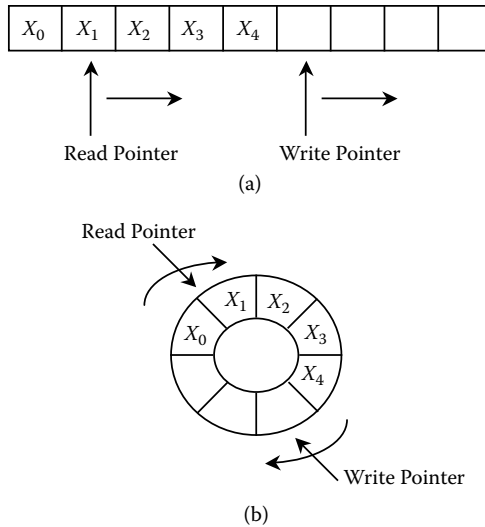 X₀ X₁ X₂ X₃ X₄
Read Pointer Write Pointer
(a)
Read Pointer
X₁ X₂
X₀ X₃
X₄
Write Pointer
(b)